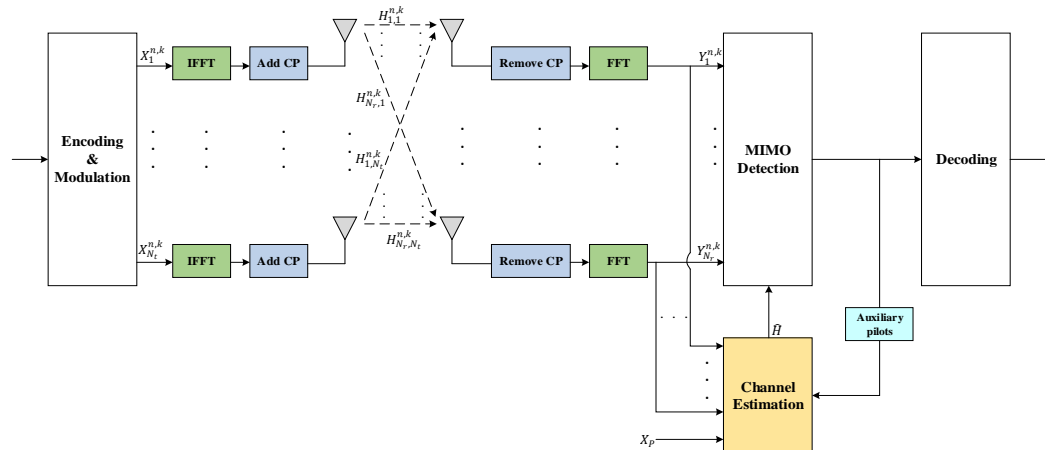 H_{1,1}^{n,k}
X_1^{n,k}
IFFT
Add CP
Remove CP
FFT
Y_1^{n,k}
H_{N_r,1}^{n,k}
Encoding
&
Modulation
H_{1,N_t}^{n,k}
MIMO
Detection
Decoding
X_{N_t}^{n,k}
IFFT
Add CP
H_{N_r,N_t}^{n,k}
Remove CP
FFT
Y_{N_r}^{n,k}
Ĥ
Auxiliary
pilots
Channel
Estimation
X_P